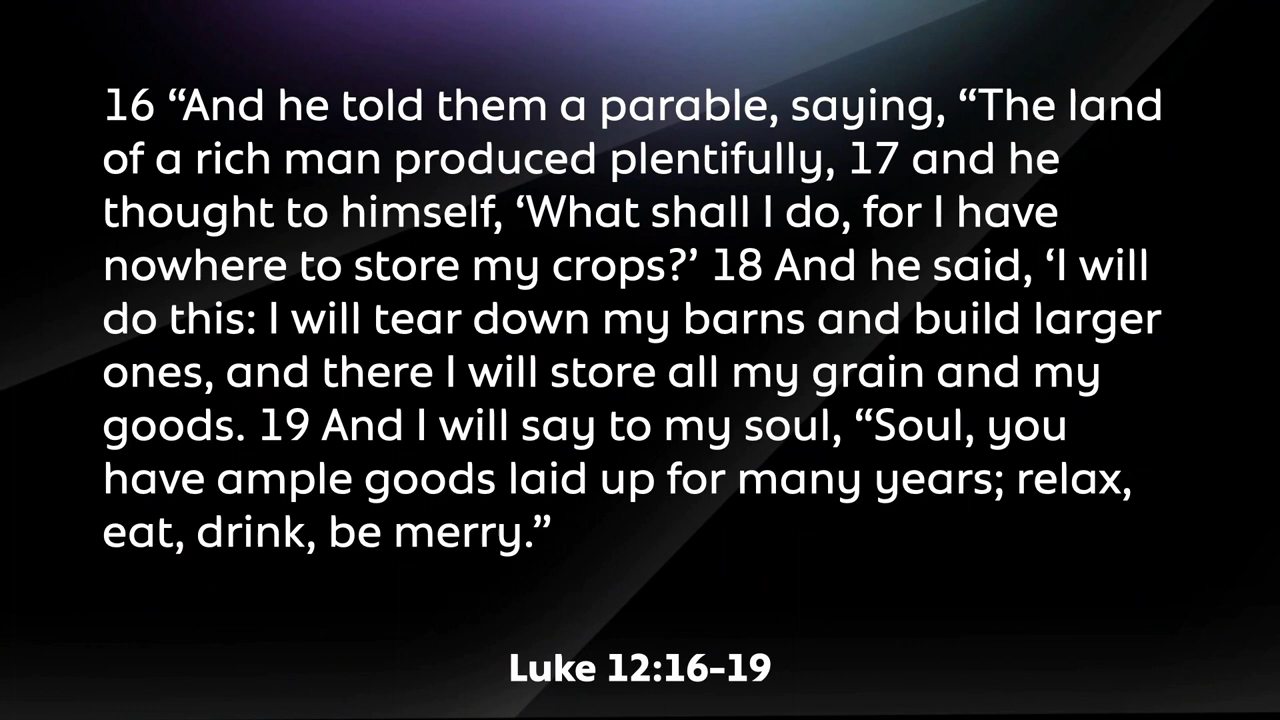 16 “And he told them a parable, saying, “The land
of a rich man produced plentifully, 17 and he
thought to himself, ‘What shall I do, for I have
nowhere to store my crops?’ 18 And he said, ‘I will
do this: I will tear down my barns and build larger
ones, and there I will store all my grain and my
goods. 19 And I will say to my soul, “Soul, you
have ample goods laid up for many years; relax,
eat, drink, be merry.”
Luke 12:16–19